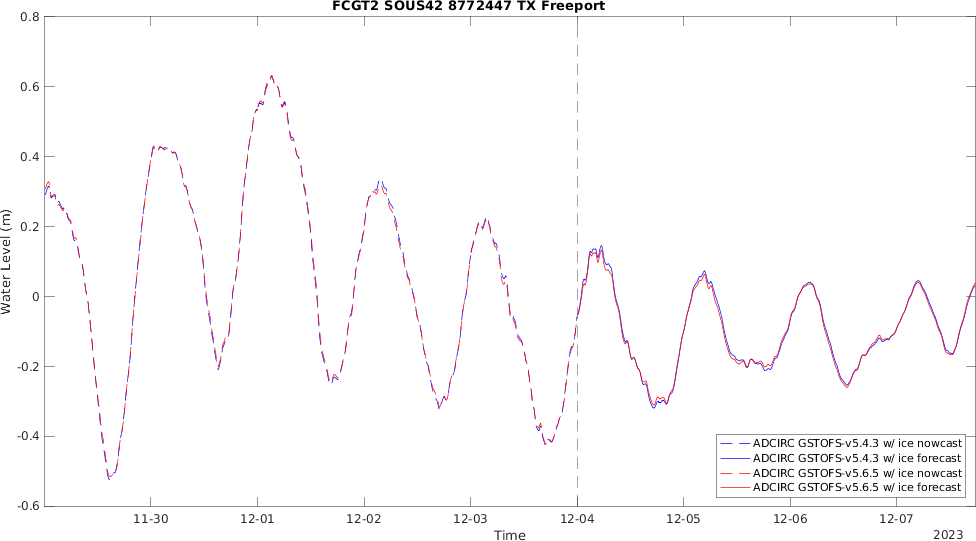 FCGT2 SOUS42 8772447 TX Freeport
0.8
0.6
0.4
0.2
0
-0.2
-0.4
-0.6
Water Level (m)
11-30
12-01
12-02
12-03
12-04
12-05
12-06
12-07
Time
2023
ADCIRC GSTOFS-v5.4.3 w/ ice nowcast
ADCIRC GSTOFS-v5.4.3 w/ ice forecast
ADCIRC GSTOFS-v5.6.5 w/ ice nowcast
ADCIRC GSTOFS-v5.6.5 w/ ice forecast